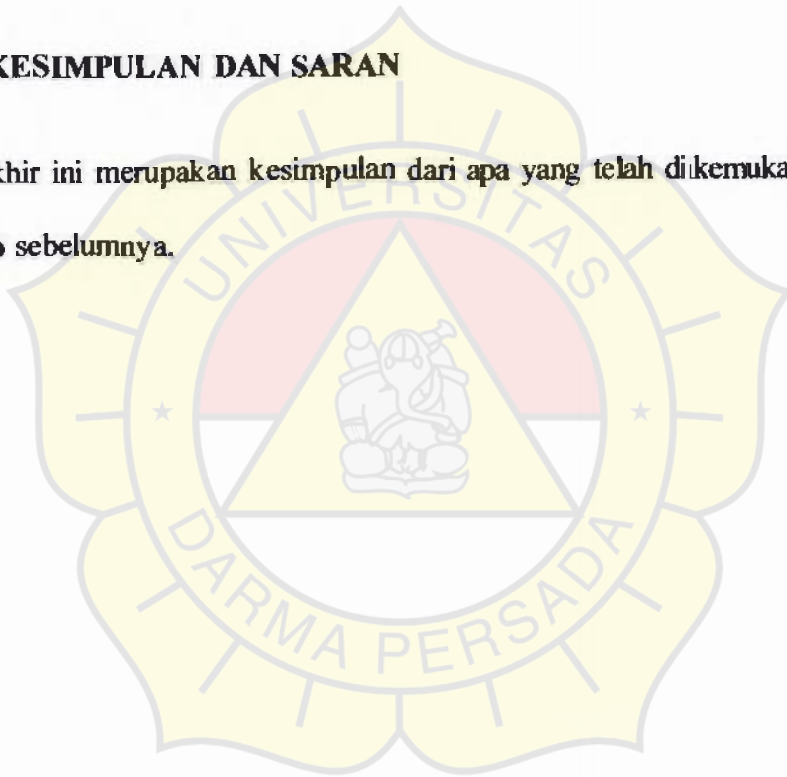 KESIMPULAN DAN SARAN
khir ini merupakan kesimpulan dari apa yang telah dikemuka
sebelumnya.
UNIVERSITAS
DARMA PERSADA